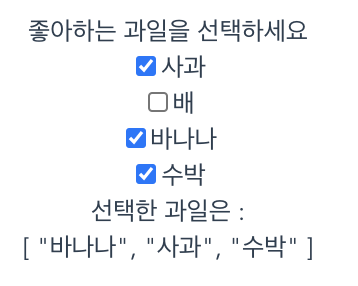 좋아하는 과일을 선택하세요
사과
배
바나나
수박
선택한 과일은 :
[ "바나나", "사과", "수박" ]